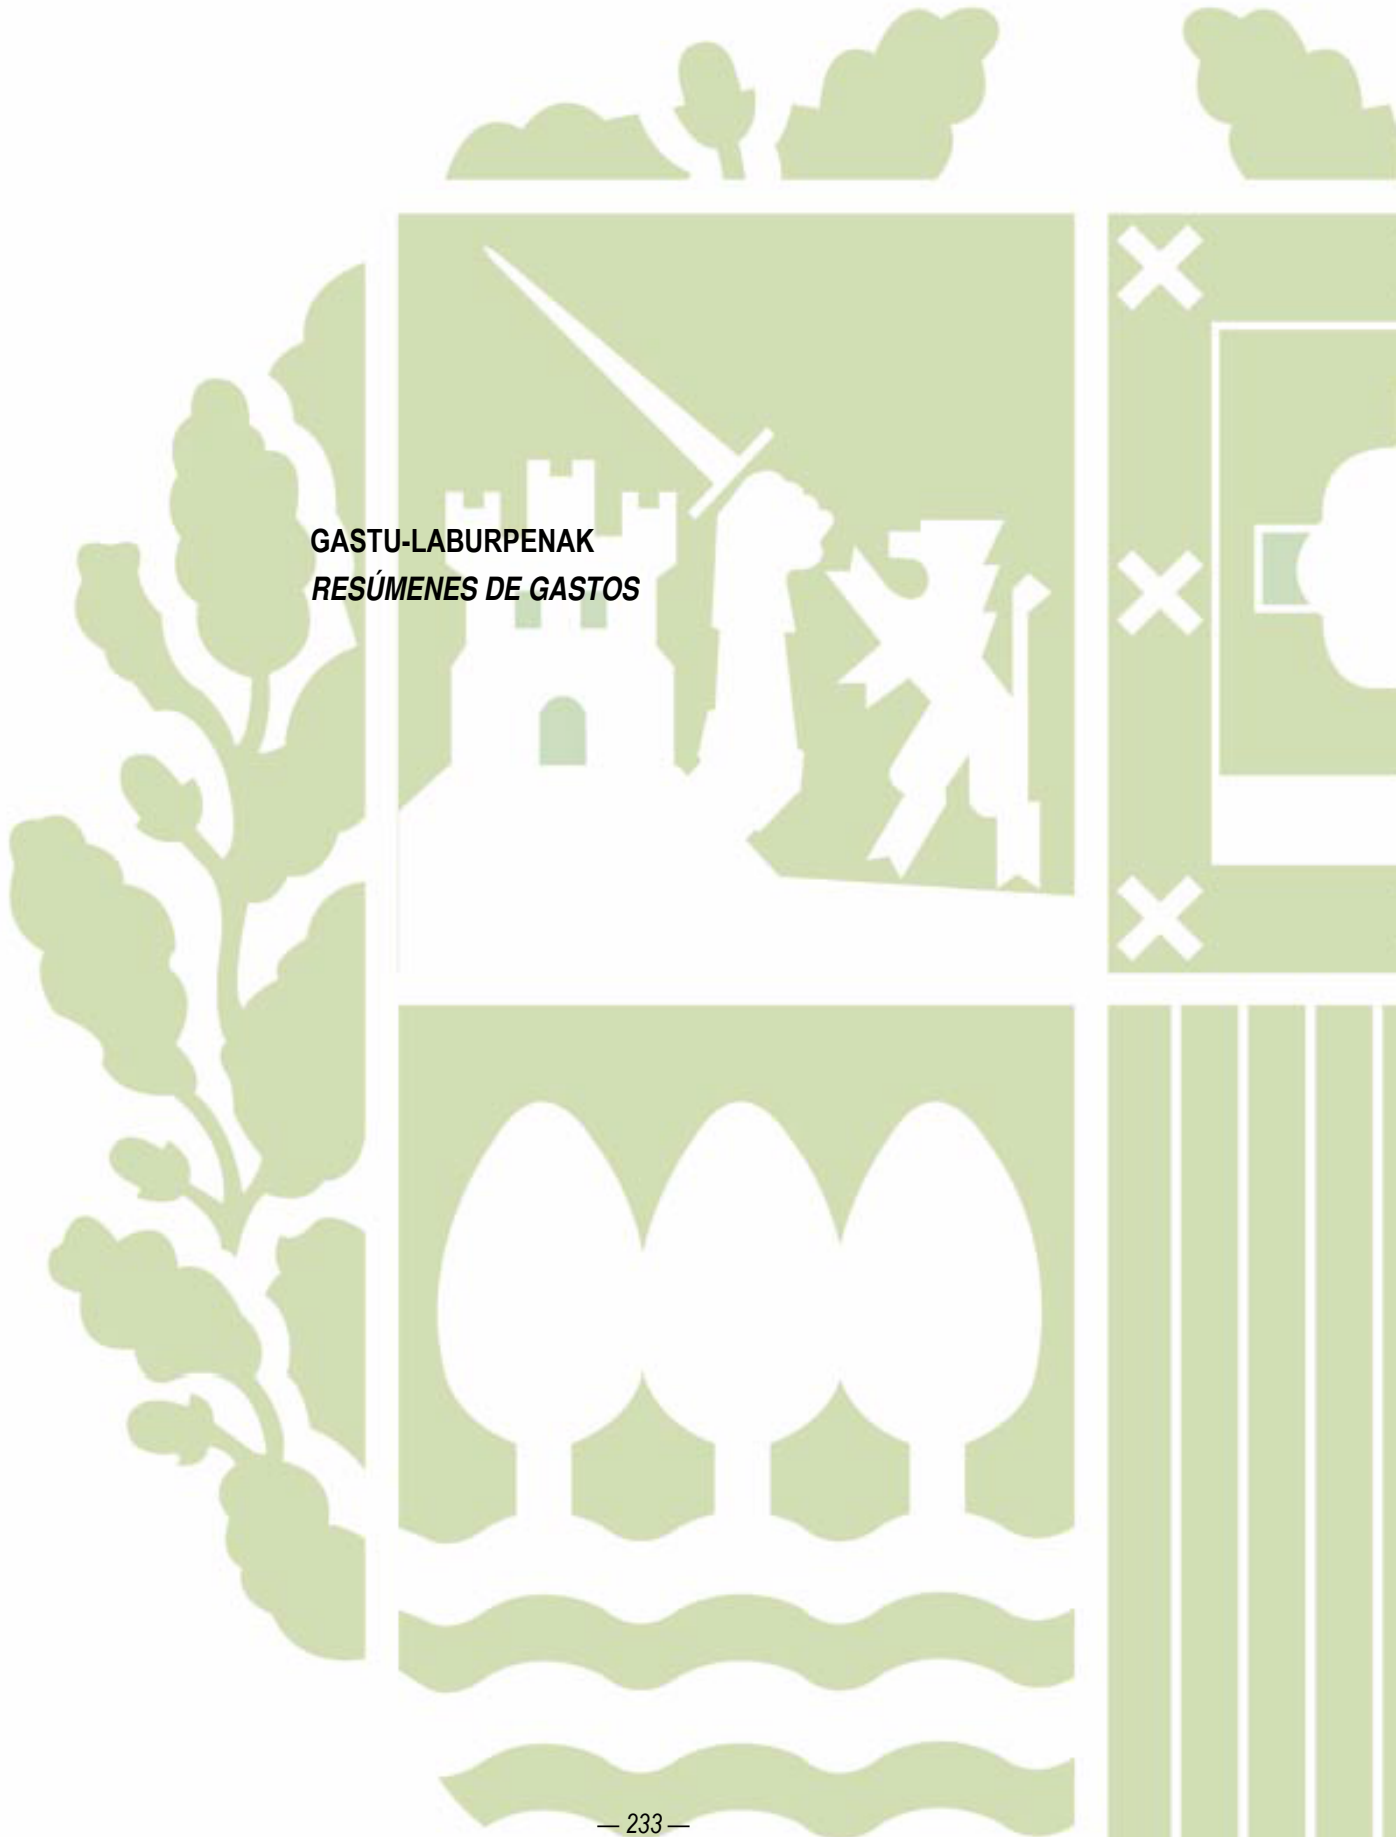 GASTU-LABURPENAK
RESÚMENES DE GASTOS
— 233 —